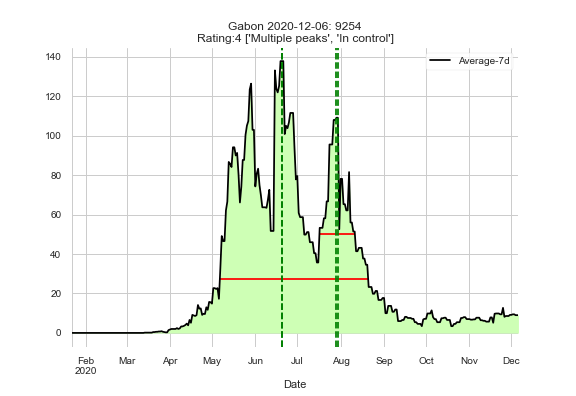 Gabon 2020-12-06: 9254
Rating:4 ['Multiple peaks', 'In control']
Average-7d
140
120
100
80
60
40
20
0
Feb Mar Apr May Jun Jul Aug Sep Oct Nov Dec
2020
Date